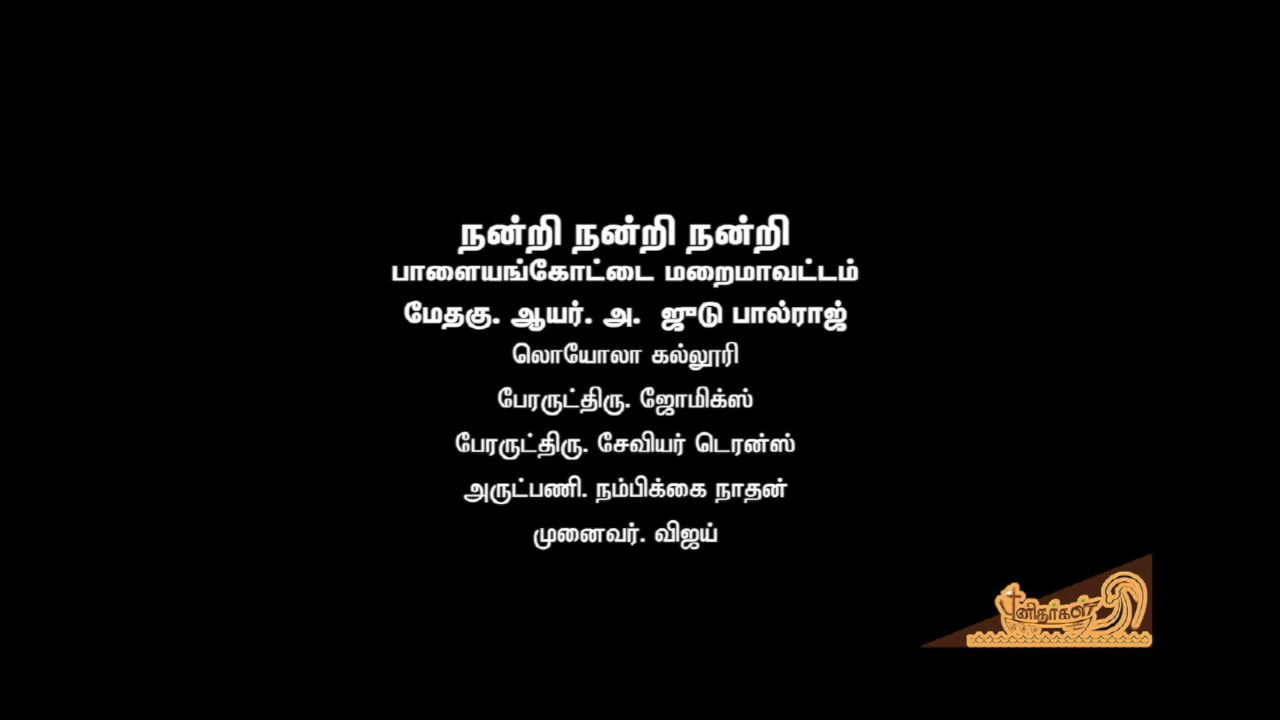 நன்றி நன்றி நன்றி
பாளையங்கோட்டை மறைமாவட்டம்
மேதகு. ஆயர். அ. ஜுடு பால்ராஜ்
லொயோலா கல்லூரி
பேரருட்திரு. ஜோமிக்ஸ்
பேரருட்திரு. சேவியர் டெரன்ஸ்
அருட்பணி. நம்பிக்கை நாதன்
முனைவர். விஜய்